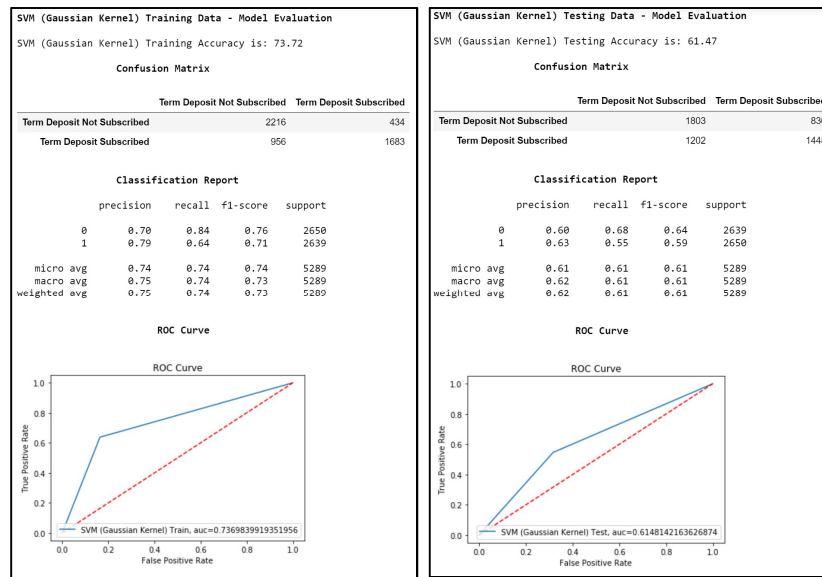 SVM (Gaussian Kernel) Training Data - Model Evaluation
SVM (Gaussian Kernel) Training Accuracy is: 73.72
Confusion Matrix
Term Deposit Not Subscribed Term Deposit Subscribed
Term Deposit Not Subscribed 2216 434
Term Deposit Subscribed 956 1683
Classification Report
precision recall f1-score support
0 0.70 0.84 0.76 2650
1 0.79 0.64 0.71 2639
micro avg 0.74 0.74 0.74 5289
macro avg 0.75 0.74 0.73 5289
weighted avg 0.75 0.74 0.73 5289
ROC Curve
ROC Curve
True Positive Rate
1.0
0.8
0.6
0.4
0.2
0.0
SVM (Gaussian Kernel) Train, auc=0.7369839919351956
0.0 0.2 0.4 0.6 0.8 1.0
False Positive Rate
SVM (Gaussian Kernel) Testing Data - Model Evaluation
SVM (Gaussian Kernel) Testing Accuracy is: 61.47
Confusion Matrix
Term Deposit Not Subscribed Term Deposit Subscribed
Term Deposit Not Subscribed 1803
Term Deposit Subscribed 1202
Classification Report
precision recall f1-score support
0 0.60 0.68 0.64 2639
1 0.63 0.55 0.59 2650
micro avg 0.61 0.61 0.61 5289
macro avg 0.62 0.61 0.61 5289
weighted avg 0.62 0.61 0.61 5289
ROC Curve
ROC Curve
True Positive Rate
1.0
0.8
0.6
0.4
0.2
0.0
SVM (Gaussian Kernel) Test, auc=0.6148142163626874
0.0 0.2 0.4 0.6 0.8 1.0
False Positive Rate